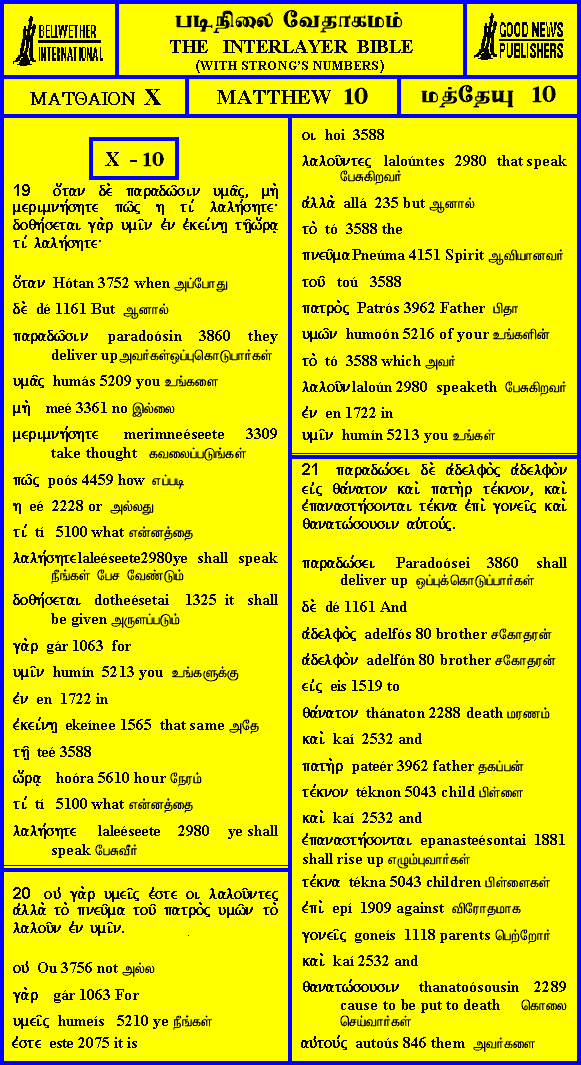 BELLWETHER
INTERNATIONAL
படிநிலை வேதாகமம்
THE INTERLAYER BIBLE
(WITH STRONG'S NUMBERS)
GOOD NEWS
PUBLISHERS
ΜΑΤΘΑΙΟΝ X
MATTHEW 10
மத்தேயு 10
X - 10
19 ὅταν δὲ παραδῶσιν υμᾶς, μὴ
μεριμνήσητε πῶς η τί λαλήσητε·
δοθήσεται γὰρ υμῖν ἐν ἐκείνῃ τῇὥρᾳ
τί λαλήσητε·
ὅταν Hótan 3752 when அப்போது
δὲ dé 1161 But ஆனால்
παραδῶσιν paradoósin 3860 they
deliver up அவர்கள்ஒப்புகொடுபார்கள்
υμᾶς humás 5209 you உங்களை
μὴ meé 3361 no இல்லை
μεριμνήσητε merimneéseete 3309
take thought கவலைப்படுங்கள்
πῶς poós 4459 how எப்படி
η eé 2228 or அல்லது
τί tí 5100 what என்னத்தை
λαλήσητε laleéseete2980ye shall speak
நீங்கள் பேச வேண்டும்
δοθήσεται dotheésetai 1325 it shall
be given அருளப்படும்
γὰρ gár 1063 for
υμῖν humín 5213 you உங்களுக்கு
ἐν en 1722 in
ἐκείνῃ ekeínee 1565 that same அதே
τῇ teé 3588
ὥρᾳ hoóra 5610 hour நேரம்
τί tí 5100 what என்னத்தை
λαλήσητε laleéseete 2980 ye shall
speak பேசுவீர்
20 οὐ γὰρ υμεῖς ἐστε οι λαλοῦντες
ἀλλὰ τὸ πνεῦμα τοῦ πατρὸς υμῶν τὸ
λαλοῦν ἐν υμῖν.
οὐ Ou 3756 not அல்ல
γὰρ gár 1063 For
υμεῖς humeís 5210 ye நீங்கள்
ἐστε este 2075 it is
οι hoi 3588
λαλοῦντες laloúntes 2980 that speak
பேசுகிறவர்
ἀλλὰ allá 235 but ஆனால்
τὸ tó 3588 the
πνεῦμα Pneúma 4151 Spirit ஆவியானவர்
τοῦ toú 3588
πατρὸς Patrós 3962 Father பிதா
υμῶν humoón 5216 of your உங்களின்
τὸ tó 3588 which அவர்
λαλοῦν laloún 2980 speaketh பேசுகிறவர்
ἐν en 1722 in
υμῖν humín 5213 you உங்கள்
21 παραδώσει δὲ ἀδελφὸς ἀδελφὸν
εἰς θάνατον καὶ πατὴρ τέκνον, καὶ
ἐπαναστήσονται τέκνα ἐπὶ γονεῖς καὶ
θανατώσουσιν αὐτούς.
παραδώσει Paradoósei 3860 shall
deliver up ஒப்புக்கொடுப்பார்கள்
δὲ dé 1161 And
ἀδελφὸς adelfós 80 brother சகோதரன்
ἀδελφὸν adelfón 80 brother சகோதரன்
εἰς eis 1519 to
θάνατον thánaton 2288 death மரணம்
καὶ kaí 2532 and
πατὴρ pateér 3962 father தகப்பன்
τέκνον téknon 5043 child பிள்ளை
καὶ kaí 2532 and
ἐπαναστήσονται epanasteésontai 1881
shall rise up எழும்புவார்கள்
τέκνα tékna 5043 children பிள்ளைகள்
ἐπὶ epí 1909 against விரோதமாக
γονεῖς goneís 1118 parents பெற்றோர்
καὶ kaí 2532 and
θανατώσουσιν thanatoósousin 2289
cause to be put to death கொலை
செய்வார்கள்
αὐτούς autoús 846 them அவர்களை